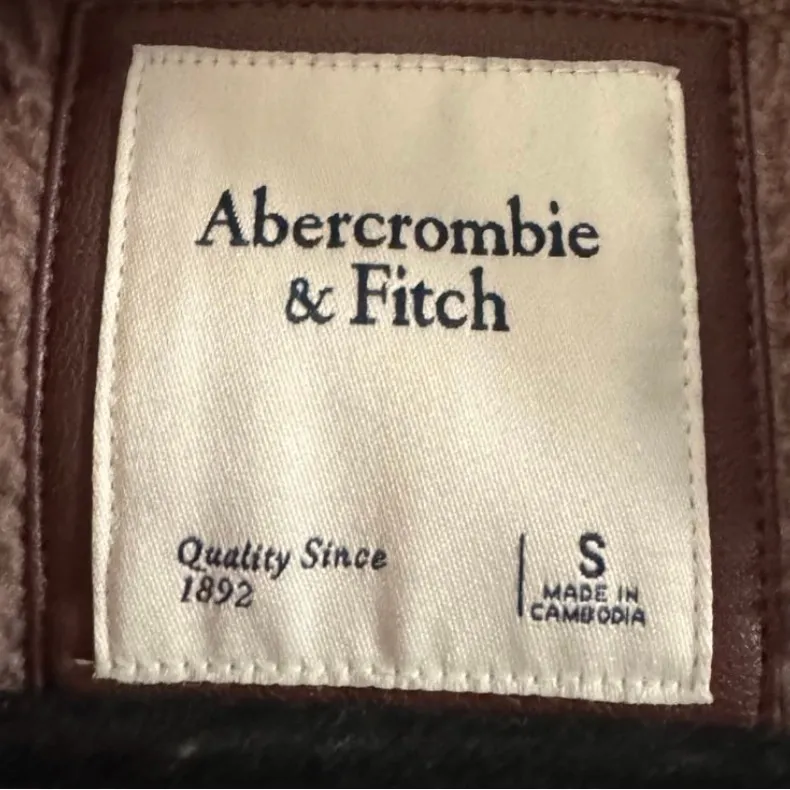 Abercrombie
& Fitch
Quality Since
1892
S
MADE IN
CAMBODIA